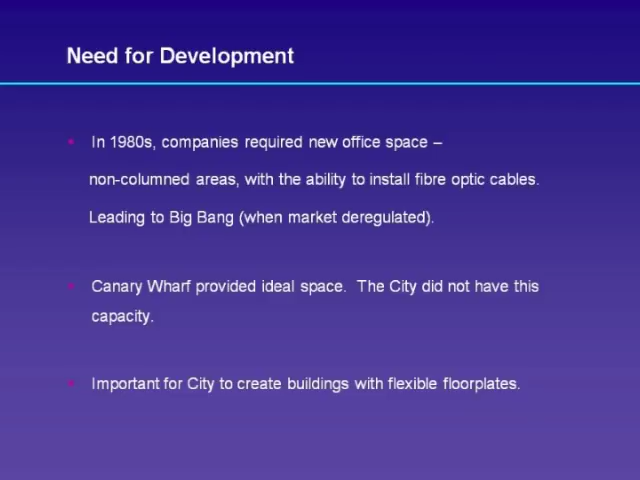 Need for Development
In 1980s, companies required new office space –
non-columned areas, with the ability to install fibre optic cables.
Leading to Big Bang (when market deregulated).
Canary Wharf provided ideal space.  The City did not have this
capacity.
Important for City to create buildings with flexible floorplates.